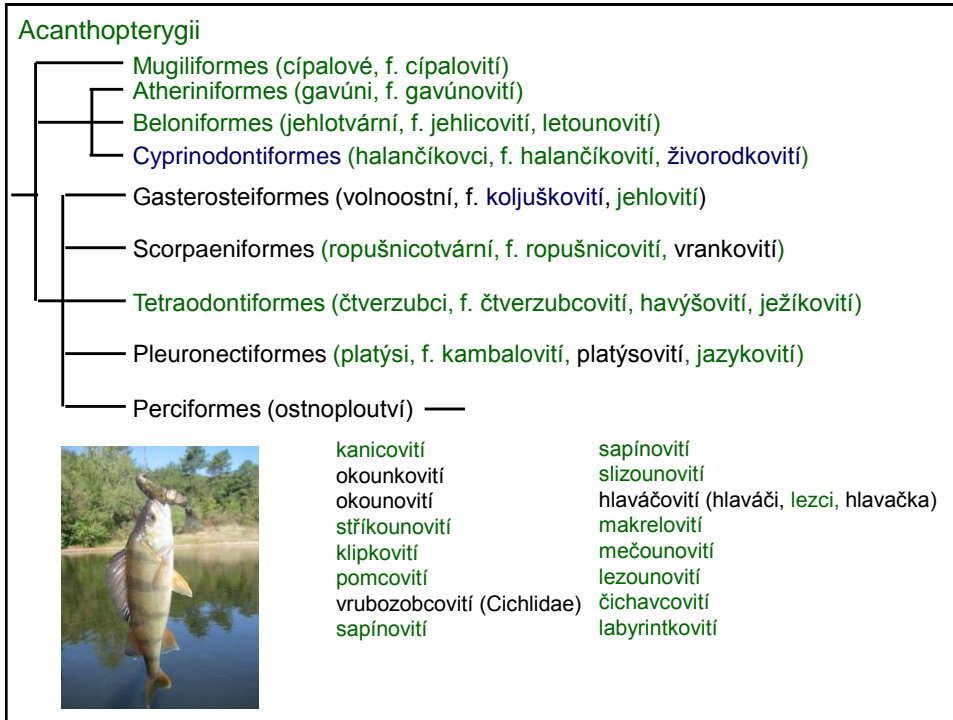 Acanthopterygii
Mugiliformes (cípalové, f. cípalovití)
Atheriniformes (gavúni, f. gavúnovití)
Beloniformes (jehlotvární, f. jehlicovití, letounovití)
Cyprinodontiformes (halančíkovci, f. halančíkovití, živorodkovití)
Gasterosteiformes (volnoostní, f. koljuškovití, jehlovití)
Scorpaeniformes (ropušnicotvární, f. ropušnicovití, vrankovití)
Tetraodontiformes (čtverzubci, f. čtverzubcovití, havýšovití, ježíkovití)
Pleuronectiformes (platýsi, f. kambalovití, platýsovití, jazykovití)
Perciformes (ostnoploutví)
kanicovití
okounkovití
okounovití
stříkounovití
klipkovití
pomcovití
vrubozobcovití (Cichlidae)
sapínovití
sapínovití
slizounovití
hlaváčovití (hlaváči, lezci, hlavačka)
makrelovití
mečounovití
lezounovití
čichavcovití
labyrintkovití